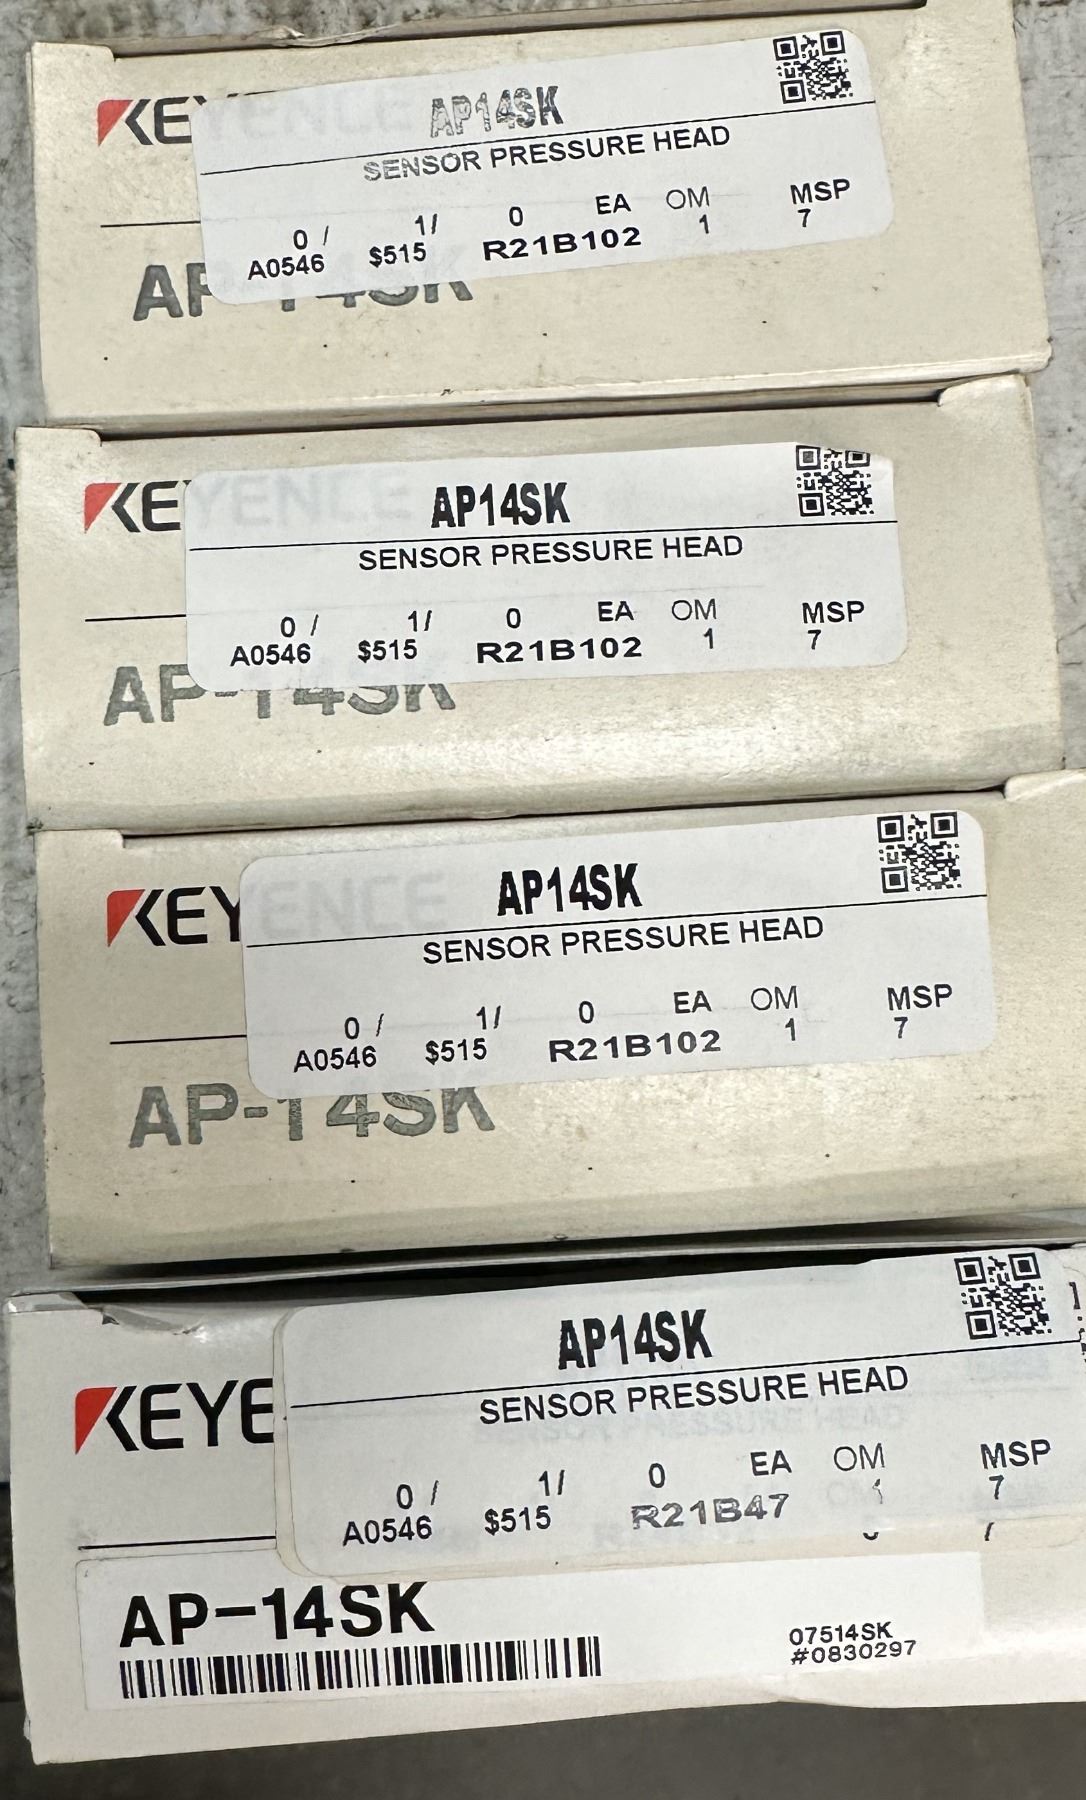 KEYENCE
AP14SK
SENSOR PRESSURE HEAD
0 / 1/ 0 EA OM MSP
A0546 $515 R21B102 1 7
AP-14SK
KEYENCE
AP14SK
SENSOR PRESSURE HEAD
0 / 1/ 0 EA OM MSP
A0546 $515 R21B102 1 7
AP-14SK
KEYENCE
AP14SK
SENSOR PRESSURE HEAD
0 / 1/ 0 EA OM MSP
A0546 $515 R21B102 1 7
AP-14SK
KEYE
AP14SK
SENSOR PRESSURE HEAD
0 / 1/ 0 EA OM MSP
A0546 $515 R21B47 1 7
AP-14SK
07514SK
#0830297